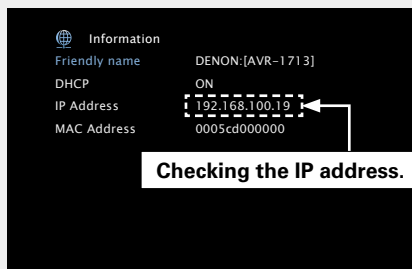 Information
Friendly name DENON:[AVR-1713]
DHCP ON
IP Address 192.168.100.19
MAC Address 0005cd000000
Checking the IP address.